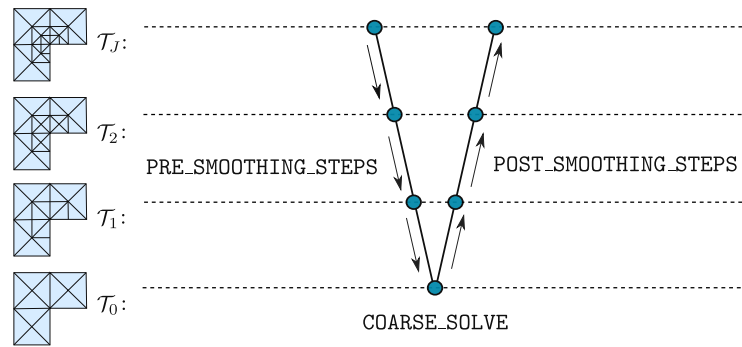 𝒯_J:
𝒯_2:
PRE_SMOOTHING_STEPS
POST_SMOOTHING_STEPS
𝒯_1:
𝒯_0:
COARSE_SOLVE